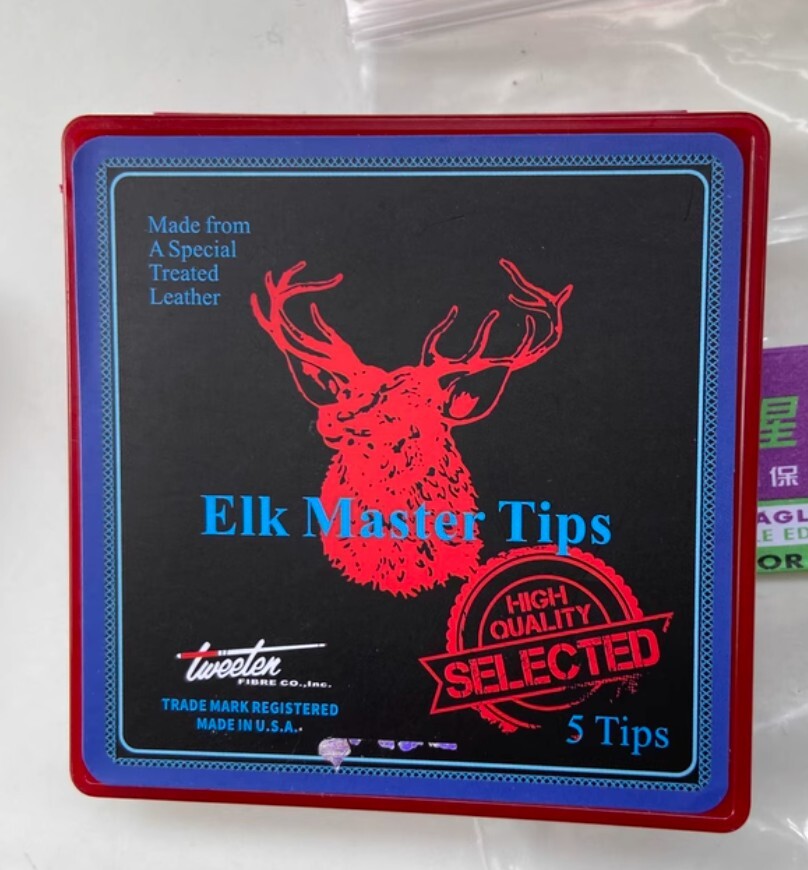 Made from
A Special
Treated
Leather
Elk Master Tips
HIGH
QUALITY
SELECTED
tweeten
FIBRE CO., Inc.
TRADE MARK REGISTERED
MADE IN U.S.A.
5 Tips
星
保
AGL
LE ED
OR